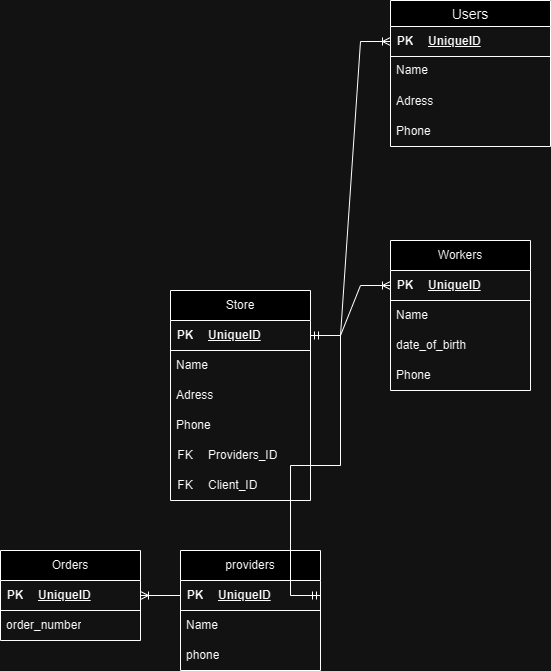 Users
PK UniqueID
Name
Adress
Phone
Workers
PK UniqueID
Name
date_of_birth
Phone
Store
PK UniqueID
Name
Adress
Phone
FK Providers_ID
FK Client_ID
Orders
PK UniqueID
order_number
providers
PK UniqueID
Name
phone